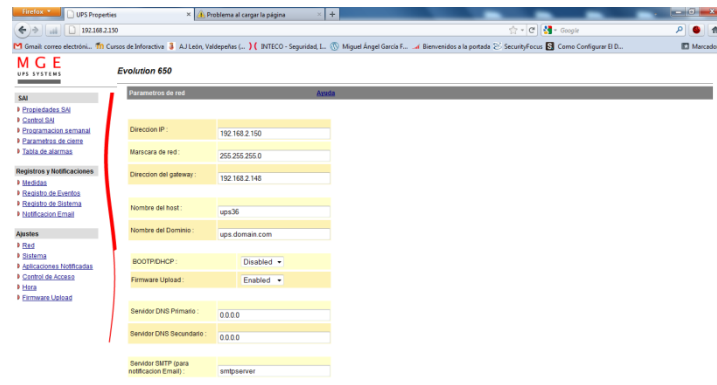 Firefox
UPS Properties
Problema al cargar la página
192.168.2.150
Google
Gmail: correo electróni...
Cursos de Inforactiva
A.J León, Valdepeñas (...
INTECO - Seguridad, I...
Miguel Ángel García F...
Bienvenidos a la portada
SecurityFocus
Como Configurar El D...
Marcado
MGE
UPS SYSTEMS
Evolution 650
SAI
Propiedades SAI
Control SAI
Programacion semanal
Parametros de cierre
Tabla de alarmas
Registros y Notificaciones
Medidas
Registro de Eventos
Registro de Sistema
Notificacion Email
Ajustes
Red
Sistema
Aplicaciones Notificadas
Control de Acceso
Hora
Firmware Upload
Parametros de red
Ayuda
Direccion IP :
192.168.2.150
Marscara de red :
255.255.255.0
Direccion del gateway :
192.168.2.148
Nombre del host :
ups36
Nombre del Dominio :
ups.domain.com
BOOTP/DHCP :
Disabled
Firmware Upload :
Enabled
Servidor DNS Primario :
0.0.0.0
Servidor DNS Secundario :
0.0.0.0
Servidor SMTP (para
notificacion Email) :
smtpserver